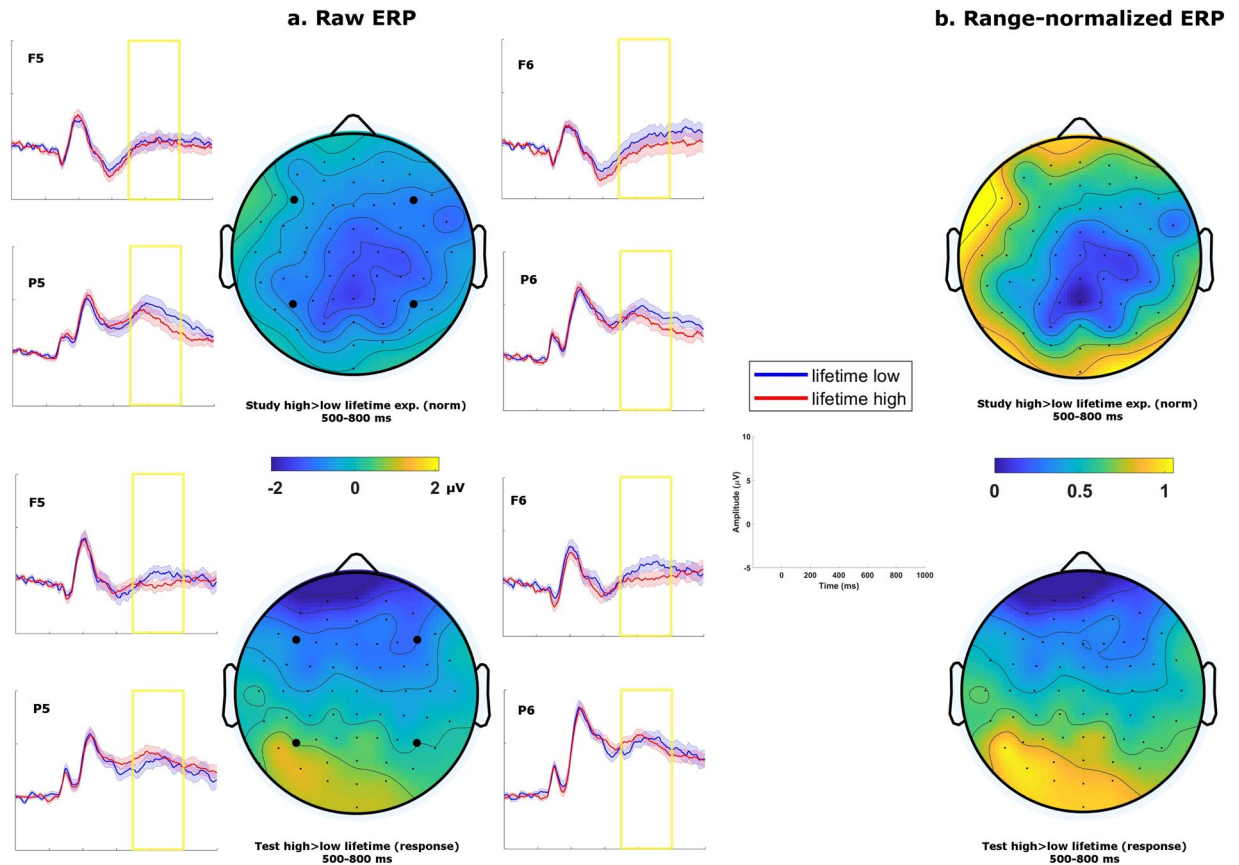 a. Raw ERP
b. Range-normalized ERP
F5
F6
P5
P6
Study high>low lifetime exp. (norm)
500-800 ms
Study high>low lifetime exp. (norm)
500-800 ms
lifetime low
lifetime high
-2 0 2 µV
10
5
0
-5
Amplitude (µV)
0 200 400 600 800 1000
Time (ms)
0 0.5 1
F5
F6
P5
P6
Test high>low lifetime (response)
500-800 ms
Test high>low lifetime (response)
500-800 ms